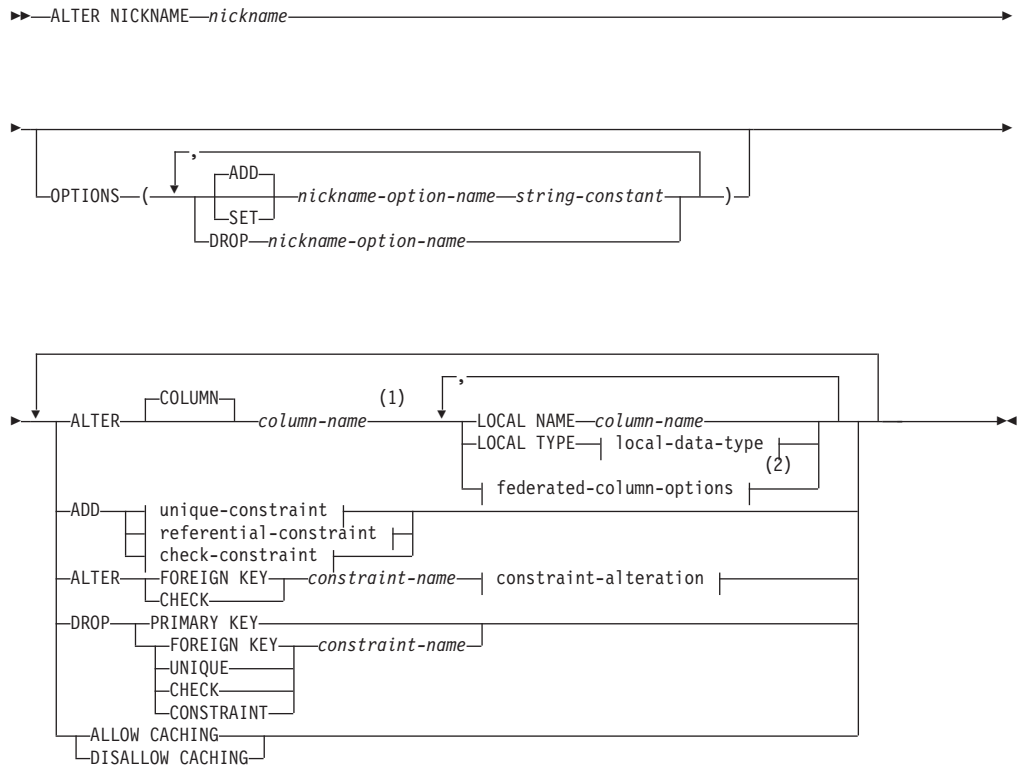 ALTER NICKNAME nickname
,
ADD
OPTIONS ( nickname-option-name string-constant )
SET
DROP nickname-option-name
,
COLUMN (1)
ALTER column-name LOCAL NAME column-name
LOCAL TYPE local-data-type
(2)
federated-column-options
ADD unique-constraint
referential-constraint
check-constraint
ALTER FOREIGN KEY constraint-name constraint-alteration
CHECK
DROP PRIMARY KEY
FOREIGN KEY constraint-name
UNIQUE
CHECK
CONSTRAINT
ALLOW CACHING
DISALLOW CACHING